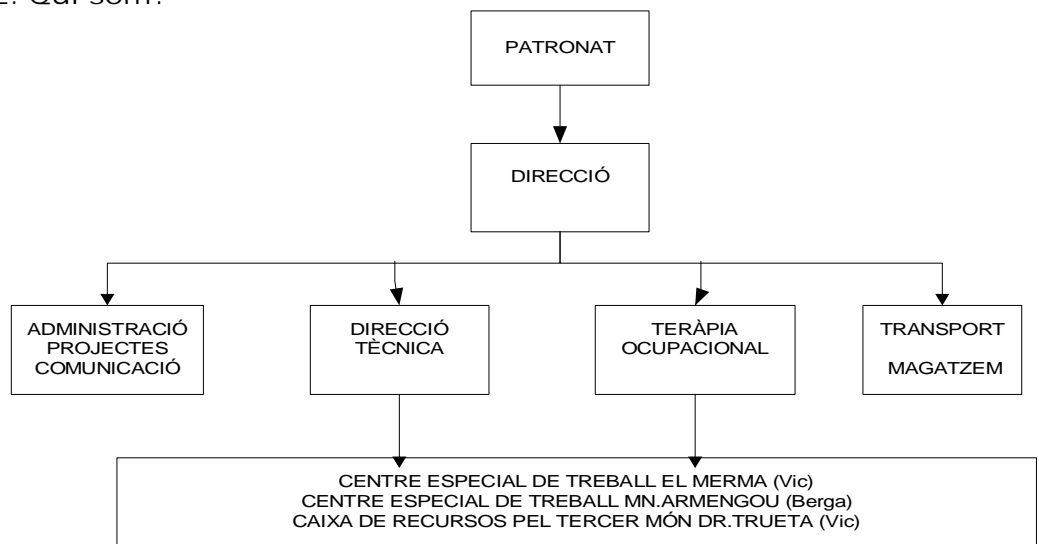 Qui som?
PATRONAT
DIRECCIÓ
ADMINISTRACIÓ
PROJECTES
COMUNICACIÓ
DIRECCIÓ
TÈCNICA
TERÀPIA
OCUPACIONAL
TRANSPORT
MAGATZEM
CENTRE ESPECIAL DE TREBALL EL MERMA (Vic)
CENTRE ESPECIAL DE TREBALL MN.ARMENGOU (Berga)
CAIXA DE RECURSOS PEL TERCER MÓN DR.TRUETA (Vic)